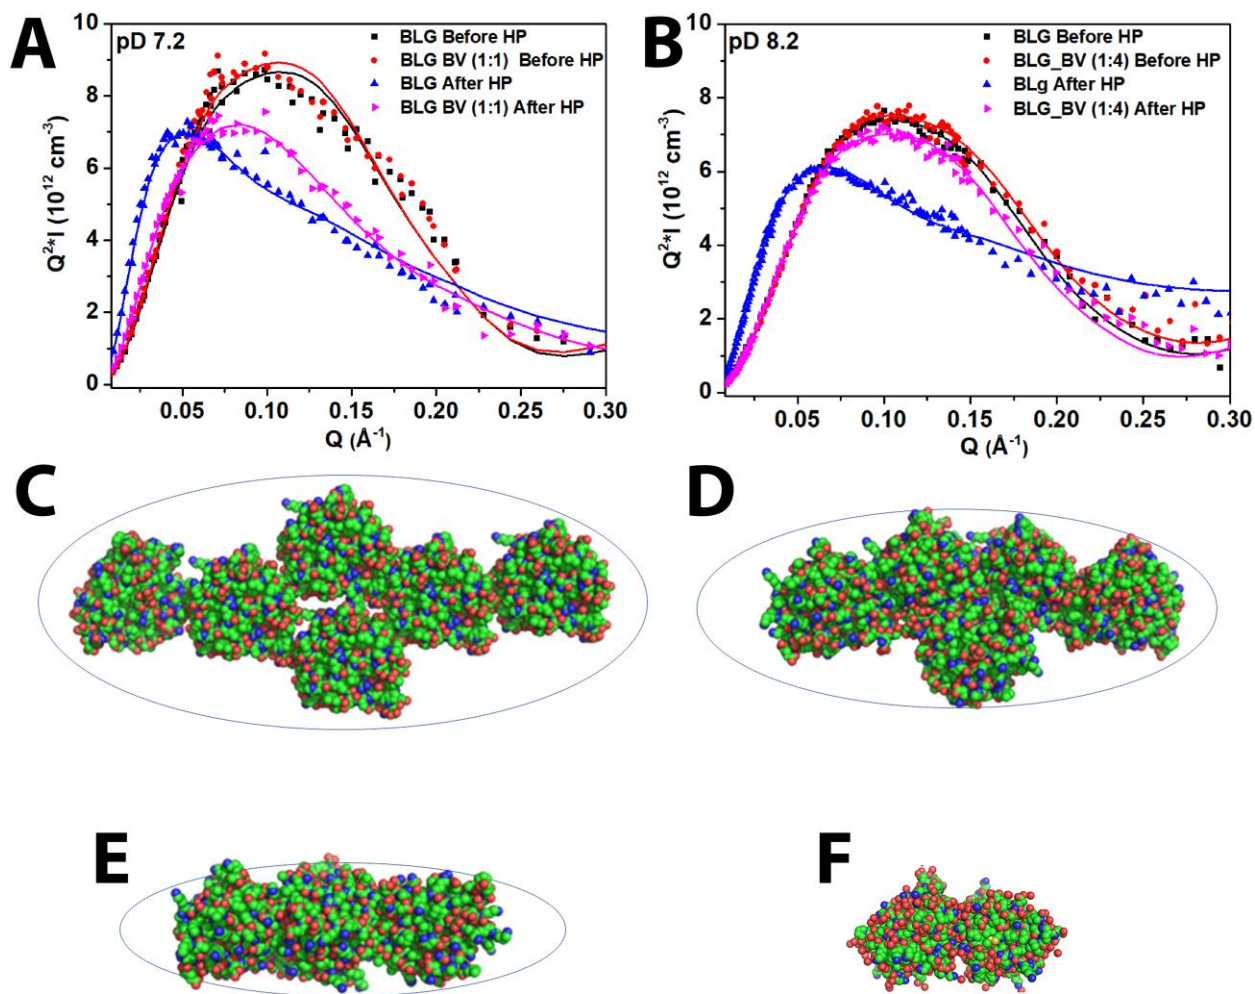 A
pD 7.2
BLG Before HP
BLG BV (1:1) Before HP
BLG After HP
BLG BV (1:1) After HP
Q²*I (10¹² cm⁻³)
10
8
6
4
2
0
0.05 0.10 0.15 0.20 0.25 0.30
Q (Å⁻¹)
B
pD 8.2
BLG Before HP
BLG_BV (1:4) Before HP
BLg After HP
BLG_BV (1:4) After HP
Q²*I (10¹² cm⁻³)
10
8
6
4
2
0
0.05 0.10 0.15 0.20 0.25 0.30
Q (Å⁻¹)
C
D
E
F